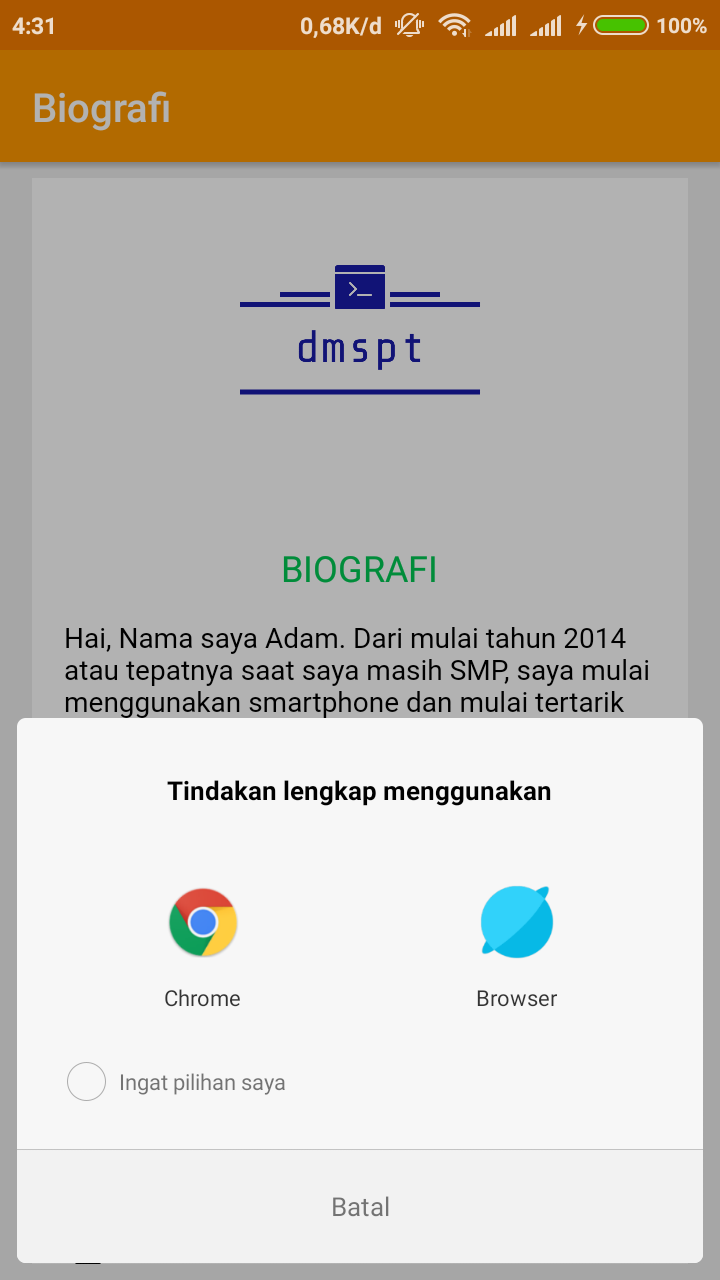 4:31 0,68K/d 100%
Biografi
>_
dmspt
BIOGRAFI
Hai, Nama saya Adam. Dari mulai tahun 2014
atau tepatnya saat saya masih SMP, saya mulai
menggunakan smartphone dan mulai tertarik
Tindakan lengkap menggunakan
Chrome Browser
Ingat pilihan saya
Batal